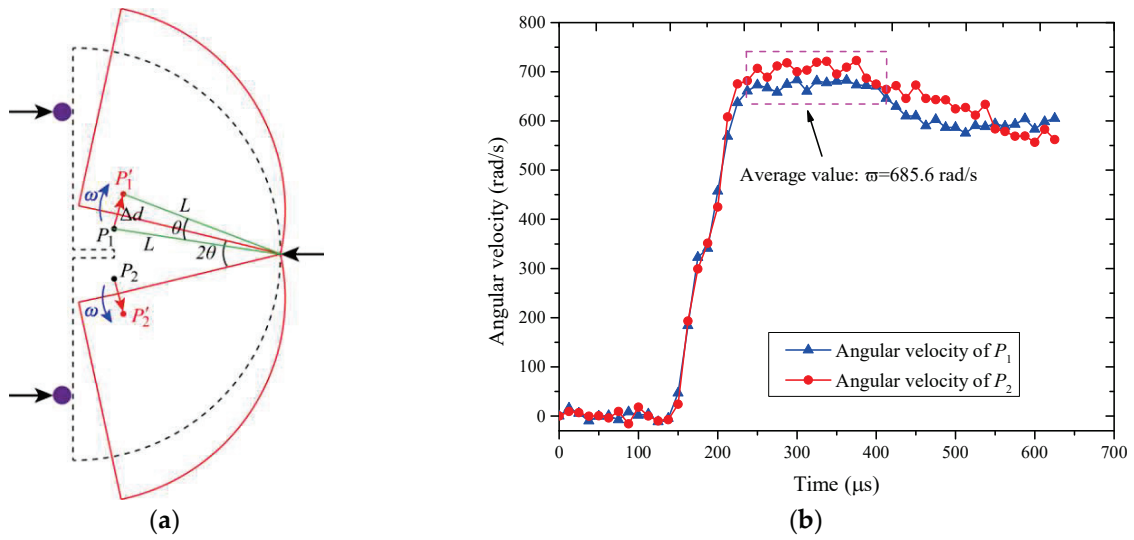 P₁′
ω
Δd
L
θ
P₁
L
2θ
P₂
ω
P₂′
(a)
800
700
600
500
400
300
200
100
0
Angular velocity (rad/s)
Average value: ϖ=685.6 rad/s
Angular velocity of P₁
Angular velocity of P₂
0 100 200 300 400 500 600 700
Time (μs)
(b)